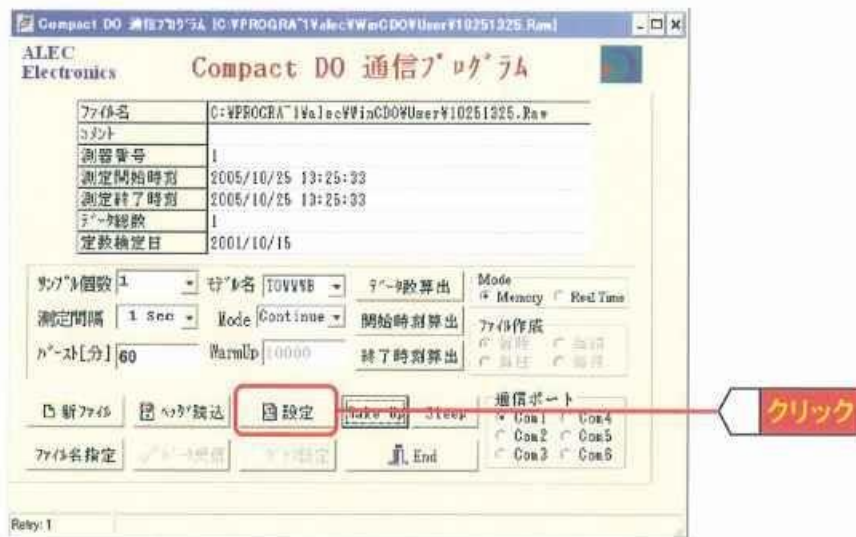 Compact DO 通信ﾌﾟﾛｸﾞﾗﾑ [C:¥PROGRA~1¥alec¥WinCDO¥User¥10251325.Raw]
ALEC
Electronics
Compact DO 通信ﾌﾟﾛｸﾞﾗﾑ
ﾌｧｲﾙ名 C:¥PROGRA~1¥alec¥WinCDO¥User¥10251325.Raw
ｺﾒﾝﾄ
測器番号 1
測定開始時刻 2005/10/25 13:25:33
測定終了時刻 2005/10/25 13:25:33
ﾃﾞｰﾀ総数 1
定数検定日 2001/10/15
ｻﾝﾌﾟﾙ個数 1 ﾓﾃﾞﾙ名 ﾃﾞｰﾀ数算出
Mode
Memory Real Time
測定間隔 1 Sec Mode Continue 開始時刻算出
ﾌｧｲﾙ作成
ﾊﾞｰｽﾄ[分] 60 WarmUp 10000 終了時刻算出
新ﾌｧｲﾙ ﾍｯﾀﾞ読込 設定 Wake Up Sleep
通信ポート
Com1 Com4
Com2 Com5
Com3 Com6
クリック
ﾌｧｲﾙ名指定 End
Retry: 1